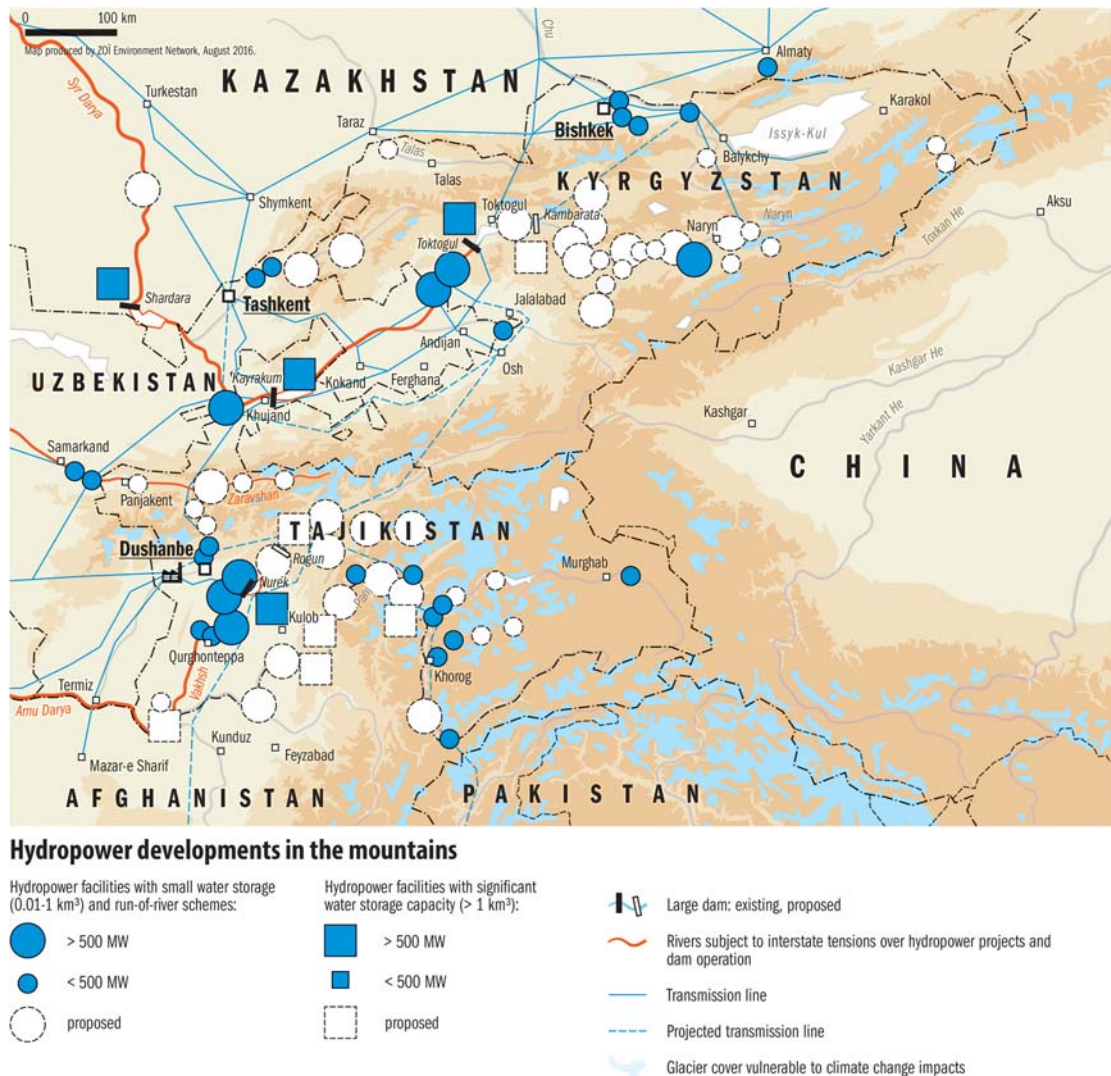 0 100 km
Map produced by ZOÏ Environment Network, August 2016.
Chu
Almaty
Syr Darya
KAZAKHSTAN
Turkestan
Karakol
Taraz
Bishkek
Issyk-Kul
Talas
Balykchy
Talas
KYRGYZSTAN
Shymkent
Toktogul
Kambarata
Naryn
Naryn
Aksu
Toktogul
Toxkan He
Tashkent
Shardara
Jalalabad
Andijan
Osh
UZBEKISTAN
Kayrakum
Kokand
Ferghana
Kashgar He
Khujand
Kashgar
Yarkant He
Samarkand
CHINA
Panjakent
Zaravshan
TAJIKISTAN
Dushanbe
Rogun
Murghab
Nurek
Panj
Kulob
Qurghonteppa
Khorog
Vakhsh
Termiz
Amu Darya
Kunduz
Feyzabad
Mazar-e Sharif
AFGHANISTAN
PAKISTAN
Hydropower developments in the mountains
Hydropower facilities with small water storage
(0.01-1 km³) and run-of-river schemes:
> 500 MW
< 500 MW
proposed
Hydropower facilities with significant
water storage capacity (> 1 km³):
> 500 MW
< 500 MW
proposed
Large dam: existing, proposed
Rivers subject to interstate tensions over hydropower projects and
dam operation
Transmission line
Projected transmission line
Glacier cover vulnerable to climate change impacts